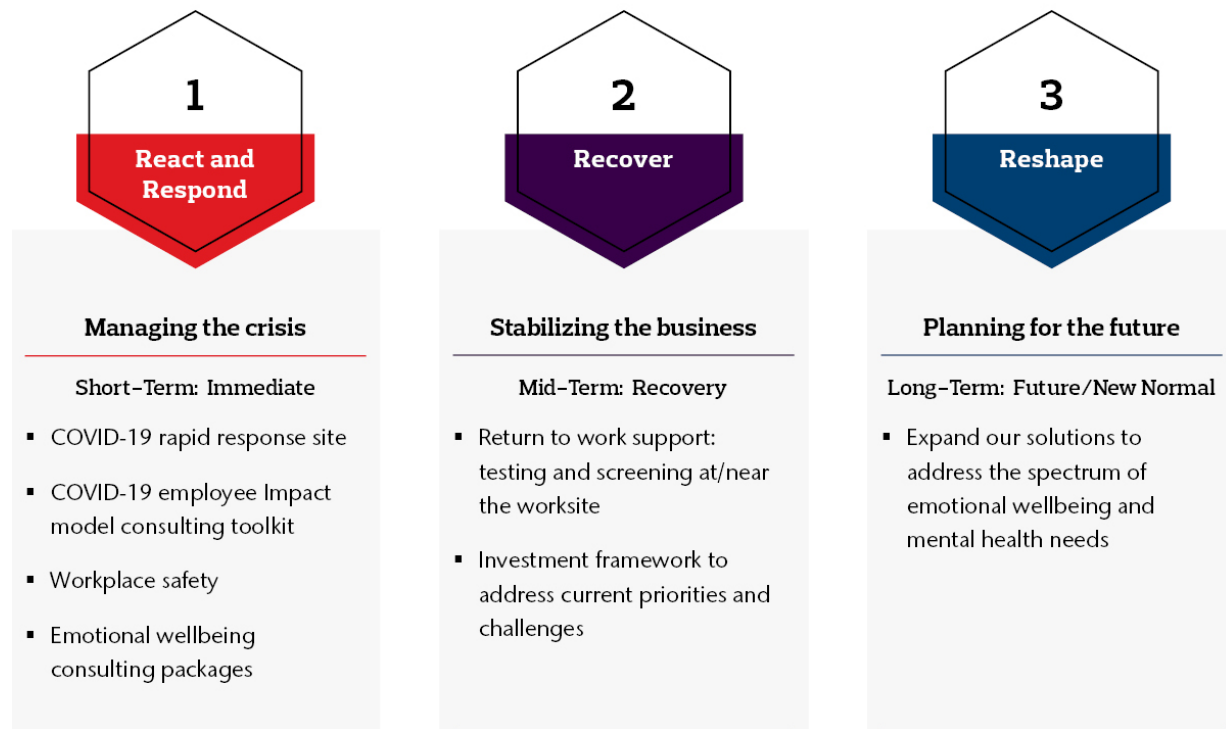 1
React and
Respond
Managing the crisis
Short-Term: Immediate
▪ COVID-19 rapid response site
▪ COVID-19 employee Impact
model consulting toolkit
▪ Workplace safety
▪ Emotional wellbeing
consulting packages
2
Recover
Stabilizing the business
Mid-Term: Recovery
▪ Return to work support:
testing and screening at/near
the worksite
▪ Investment framework to
address current priorities and
challenges
3
Reshape
Planning for the future
Long-Term: Future/New Normal
▪ Expand our solutions to
address the spectrum of
emotional wellbeing and
mental health needs